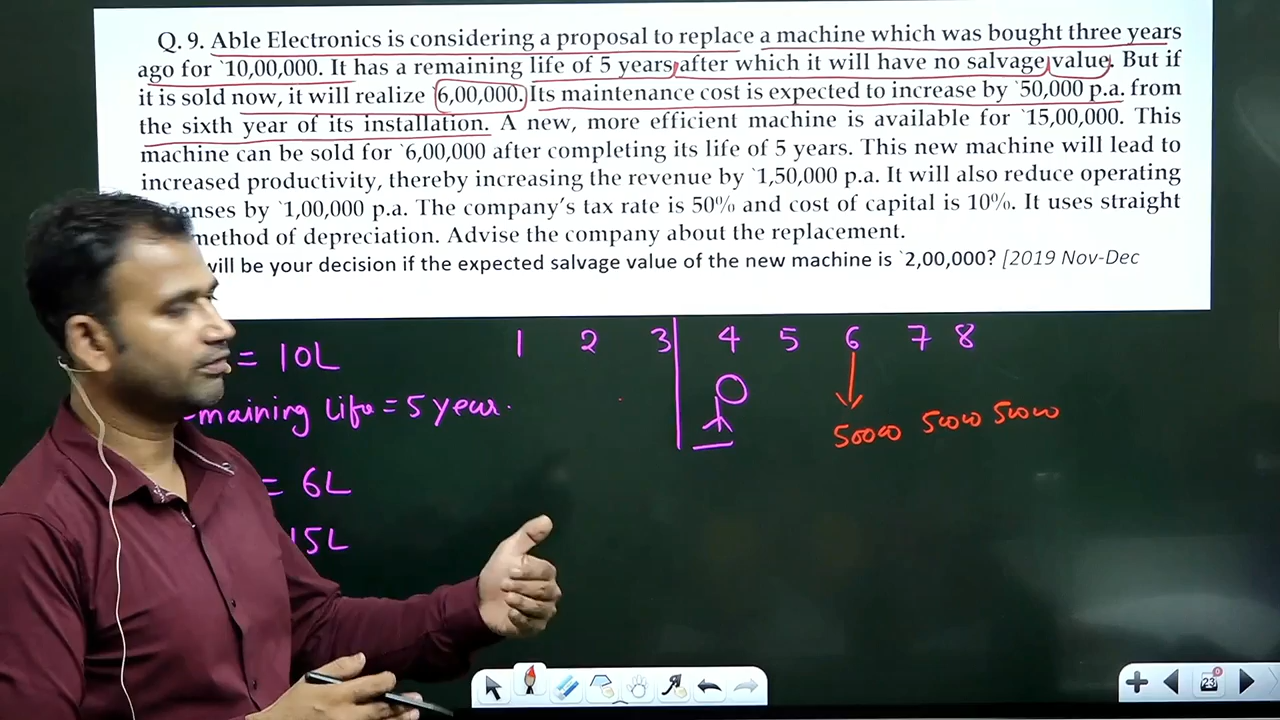 Q. 9. Able Electronics is considering a proposal to replace a machine which was bought three years
ago for `10,00,000. It has a remaining life of 5 years, after which it will have no salvage value. But if
it is sold now, it will realize `6,00,000. Its maintenance cost is expected to increase by `50,000 p.a. from
the sixth year of its installation. A new, more efficient machine is available for `15,00,000. This
machine can be sold for `6,00,000 after completing its life of 5 years. This new machine will lead to
increased productivity, thereby increasing the revenue by `1,50,000 p.a. It will also reduce operating
enses by `1,00,000 p.a. The company's tax rate is 50% and cost of capital is 10%. It uses straight
method of depreciation. Advise the company about the replacement.
will be your decision if the expected salvage value of the new machine is `2,00,000? [2019 Nov-Dec
1 2 3 4 5 6 7 8
= 10L
maining life = 5 year.
50000 50000 50000
= 6L
15L
23